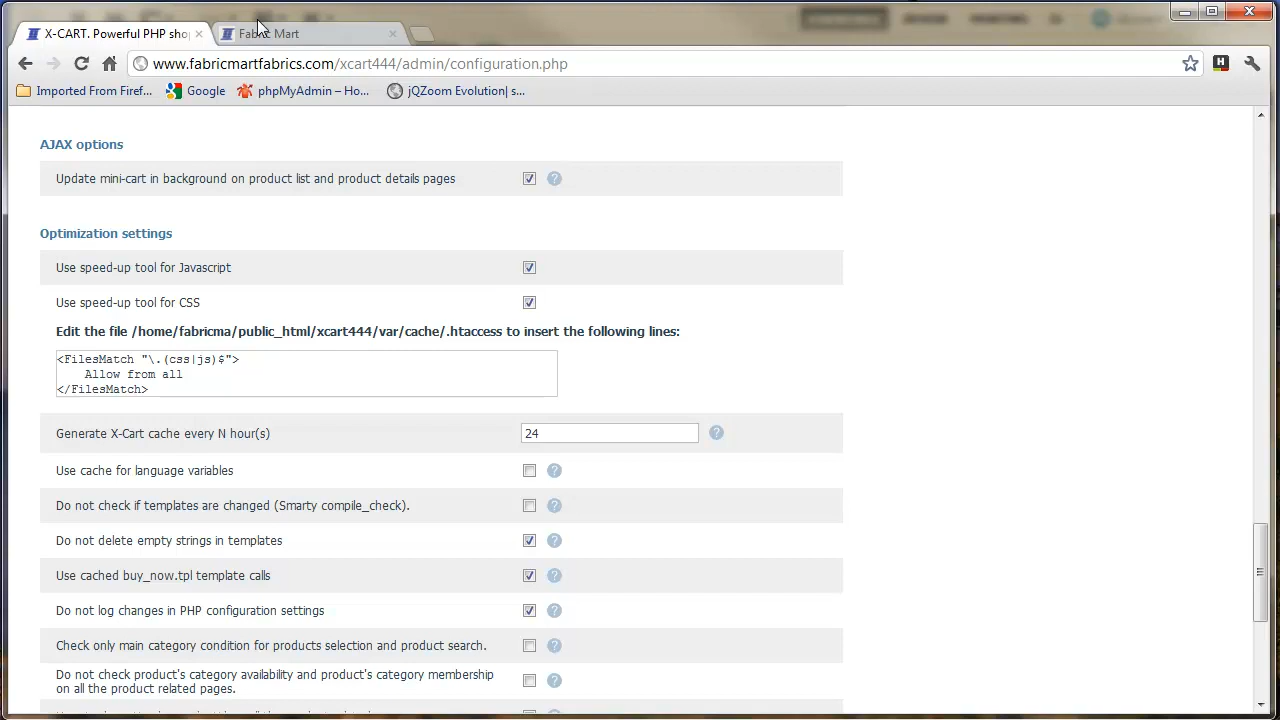 X-CART. Powerful PHP sho
Fabric Mart
www.fabricmartfabrics.com/xcart444/admin/configuration.php
Imported From Firef... Google phpMyAdmin – Ho... jQZoom Evolution| s...
AJAX options
Update mini-cart in background on product list and product details pages
Optimization settings
Use speed-up tool for Javascript
Use speed-up tool for CSS
Edit the file /home/fabricma/public_html/xcart444/var/cache/.htaccess to insert the following lines:
<FilesMatch "\.(css|js)$">
Allow from all
</FilesMatch>
Generate X-Cart cache every N hour(s) 24
Use cache for language variables
Do not check if templates are changed (Smarty compile_check).
Do not delete empty strings in templates
Use cached buy_now.tpl template calls
Do not log changes in PHP configuration settings
Check only main category condition for products selection and product search.
Do not check product's category availability and product's category membership
on all the product related pages.